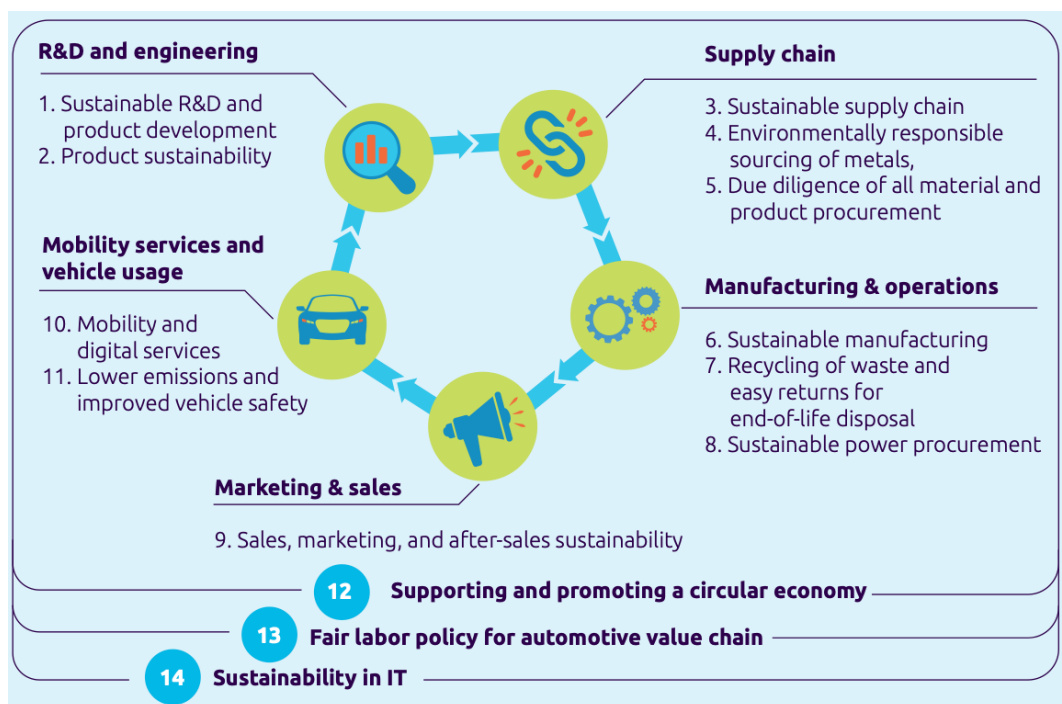 R&D and engineering
1. Sustainable R&D and
product development
2. Product sustainability
Supply chain
3. Sustainable supply chain
4. Environmentally responsible
sourcing of metals,
5. Due diligence of all material and
product procurement
Manufacturing & operations
6. Sustainable manufacturing
7. Recycling of waste and
easy returns for
end-of-life disposal
8. Sustainable power procurement
Marketing & sales
9. Sales, marketing, and after-sales sustainability
Mobility services and
vehicle usage
10. Mobility and
digital services
11. Lower emissions and
improved vehicle safety
12 Supporting and promoting a circular economy
13 Fair labor policy for automotive value chain
14 Sustainability in IT